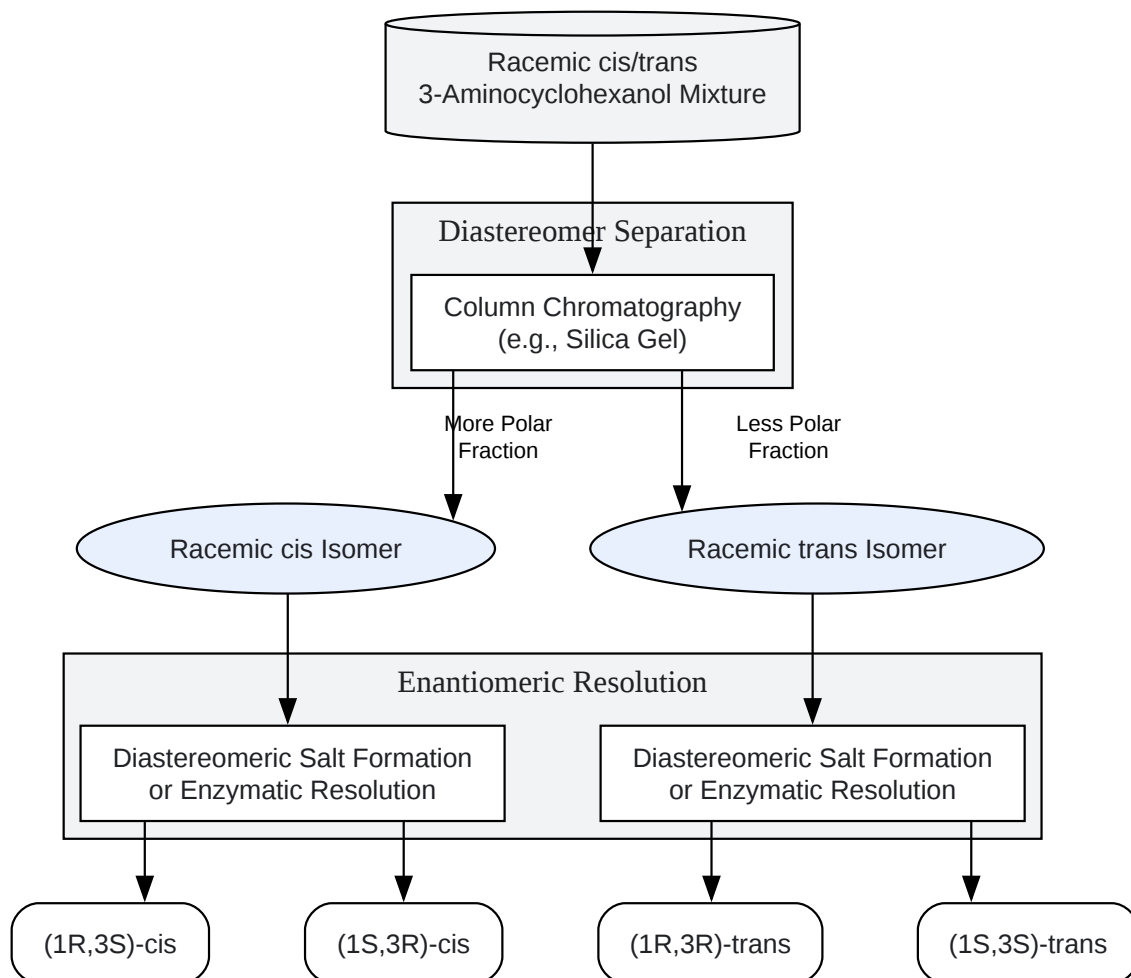 Racemic cis/trans
3-Aminocyclohexanol Mixture
Diastereomer Separation
Column Chromatography
(e.g., Silica Gel)
More Polar
Fraction
Less Polar
Fraction
Racemic cis Isomer
Racemic trans Isomer
Enantiomeric Resolution
Diastereomeric Salt Formation
or Enzymatic Resolution
Diastereomeric Salt Formation
or Enzymatic Resolution
(1R,3S)-cis
(1S,3R)-cis
(1R,3R)-trans
(1S,3S)-trans